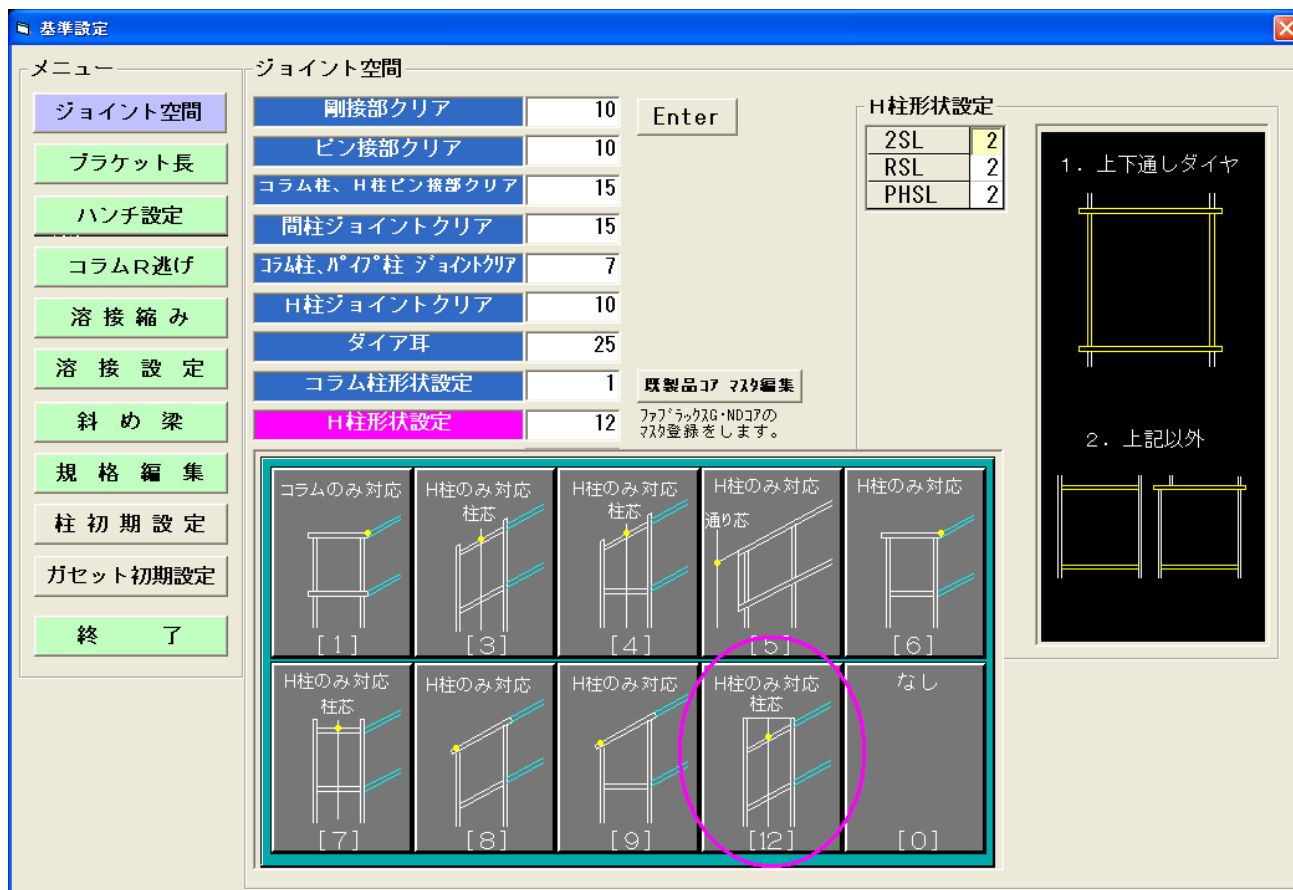 基準設定
メニュー
ジョイント空間
ブラケット長
ハンチ設定
コラムR逃げ
溶接縮み
溶接設定
斜め梁
規格編集
柱初期設定
ガセット初期設定
終了
ジョイント空間
剛接部クリア 10
ピン接部クリア 10
コラム柱、H柱ピン接部クリア 15
間柱ジョイントクリア 15
コラム柱、パイプ柱 ジョイントクリア 7
H柱ジョイントクリア 10
ダイア耳 25
コラム柱形状設定 1
H柱形状設定 12
Enter
既製品コア マスタ編集
ファブラックスG・NDコアの
マスタ登録をします。
H柱形状設定
2SL 2
RSL 2
PHSL 2
1．上下通しダイヤ
2．上記以外
コラムのみ対応
[1]
H柱のみ対応
柱芯
[3]
H柱のみ対応
柱芯
[4]
H柱のみ対応
通り芯
[5]
H柱のみ対応
[6]
H柱のみ対応
柱芯
[7]
H柱のみ対応
[8]
H柱のみ対応
[9]
H柱のみ対応
柱芯
[12]
なし
[0]